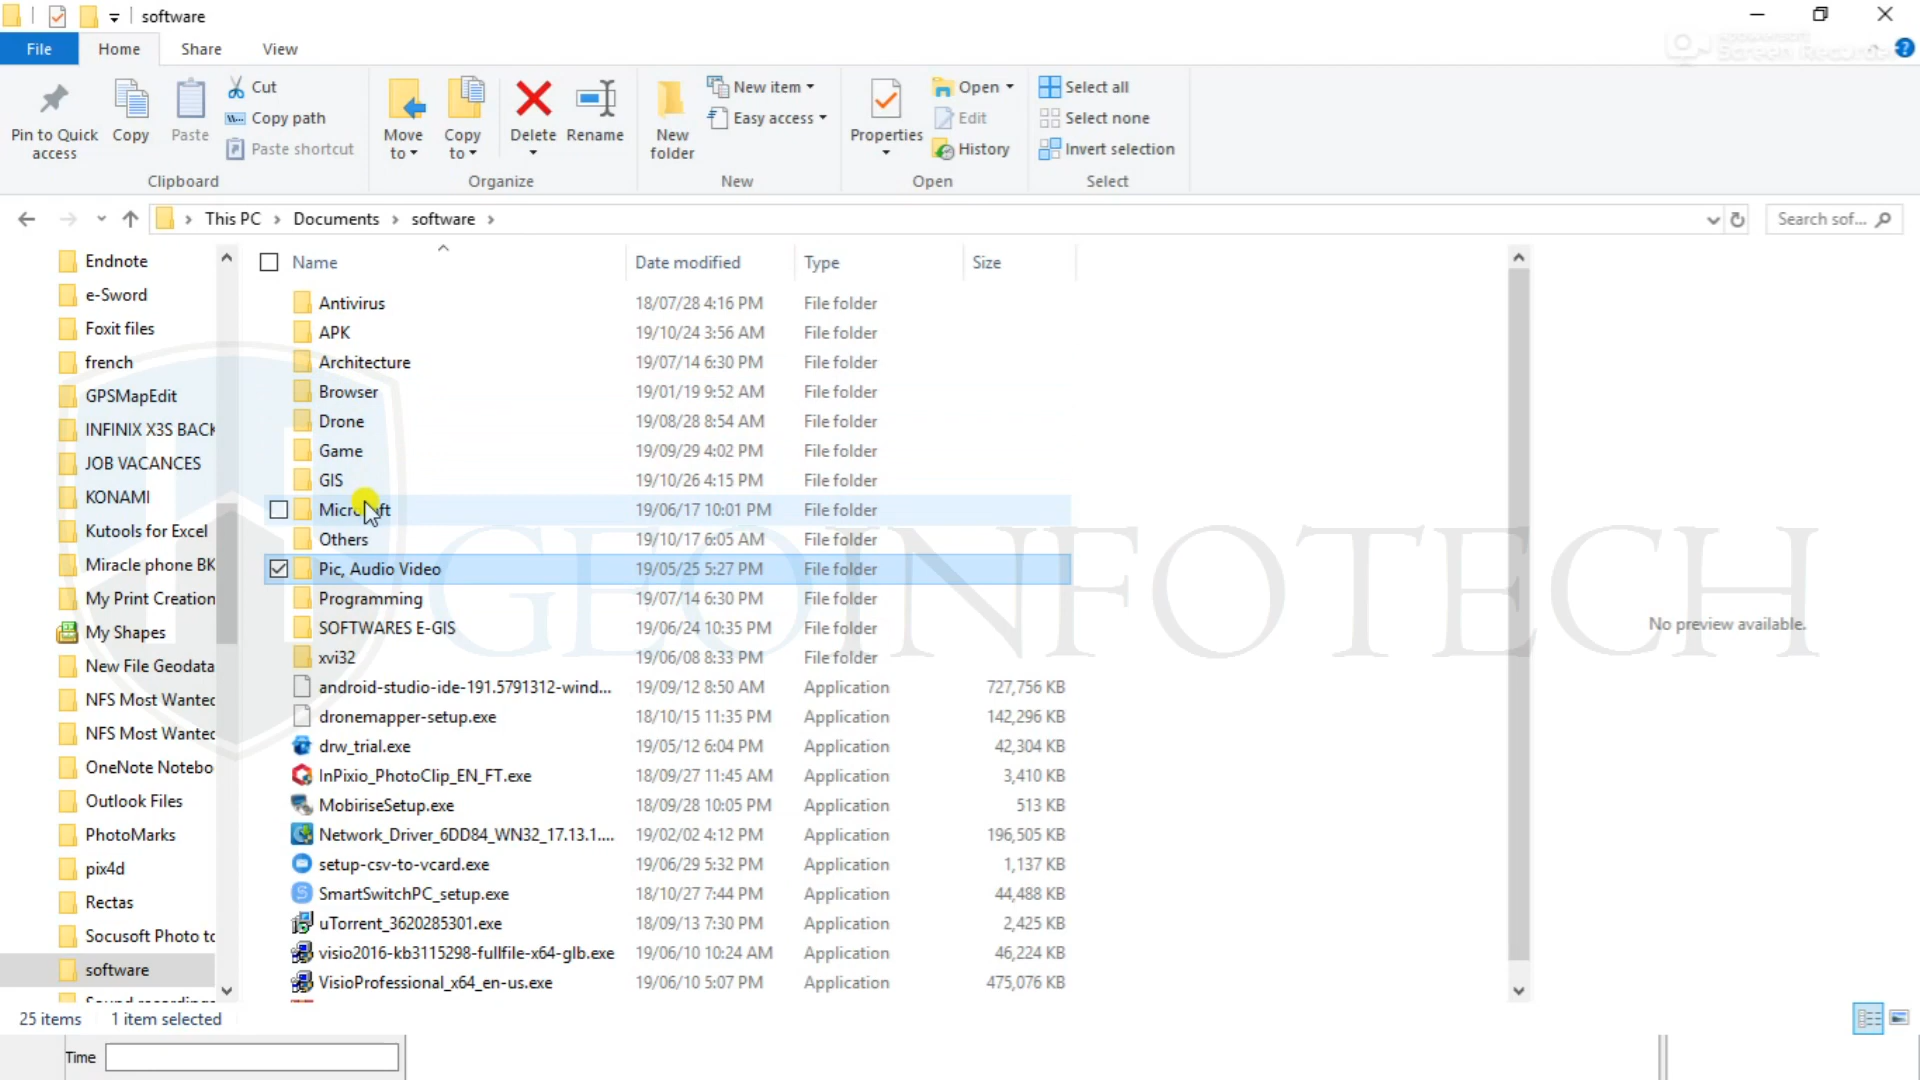 software
File Home Share View
Pin to Quick access
Copy
Paste
Cut
Copy path
Paste shortcut
Clipboard
Move to
Copy to
Delete
Rename
Organize
New folder
New item
Easy access
New
Properties
Open
Edit
History
Open
Select all
Select none
Invert selection
Select
Screen Recorder
This PC > Documents > software >
Search sof...
Endnote
e-Sword
Foxit files
french
GPSMapEdit
INFINIX X3S BACK
JOB VACANCES
KONAMI
Kutools for Excel
Miracle phone BK
My Print Creation
My Shapes
New File Geodata
NFS Most Wanted
NFS Most Wanted
OneNote Notebo
Outlook Files
PhotoMarks
pix4d
Rectas
Socusoft Photo to
software
Sound recordings
Name Date modified Type Size
Antivirus 18/07/28 4:16 PM File folder
APK 19/10/24 3:56 AM File folder
Architecture 19/07/14 6:30 PM File folder
Browser 19/01/19 9:52 AM File folder
Drone 19/08/28 8:54 AM File folder
Game 19/09/29 4:02 PM File folder
GIS 19/10/26 4:15 PM File folder
Microsoft 19/06/17 10:01 PM File folder
Others 19/10/17 6:05 AM File folder
Pic, Audio Video 19/05/25 5:27 PM File folder
Programming 19/07/14 6:30 PM File folder
SOFTWARES E-GIS 19/06/24 10:35 PM File folder
xvi32 19/06/08 8:33 PM File folder
android-studio-ide-191.5791312-wind... 19/09/12 8:50 AM Application 727,756 KB
dronemapper-setup.exe 18/10/15 11:35 PM Application 142,296 KB
drw_trial.exe 19/05/12 6:04 PM Application 42,304 KB
InPixio_PhotoClip_EN_FT.exe 18/09/27 11:45 AM Application 3,410 KB
MobiriseSetup.exe 18/09/28 10:05 PM Application 513 KB
Network_Driver_6DD84_WN32_17.13.1.... 19/02/02 4:12 PM Application 196,505 KB
setup-csv-to-vcard.exe 19/06/29 5:32 PM Application 1,137 KB
SmartSwitchPC_setup.exe 18/10/27 7:44 PM Application 44,488 KB
uTorrent_3620285301.exe 18/09/13 7:30 PM Application 2,425 KB
visio2016-kb3115298-fullfile-x64-glb.exe 19/06/10 10:24 AM Application 46,224 KB
VisioProfessional_x64_en-us.exe 19/06/10 5:07 PM Application 475,076 KB
GEOINFOTECH
No preview available.
25 items 1 item selected
Time